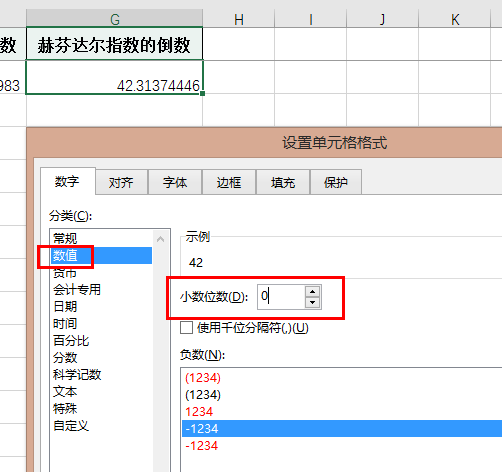 G H I J K
数 赫芬达尔指数的倒数
983 42.31374446
设置单元格格式
数字 对齐 字体 边框 填充 保护
分类(C):
常规
数值
货币
会计专用
日期
时间
百分比
分数
科学记数
文本
特殊
自定义
示例
42
小数位数(D): 0
使用千位分隔符(,)(U)
负数(N):
(1234)
(1234)
1234
-1234
-1234